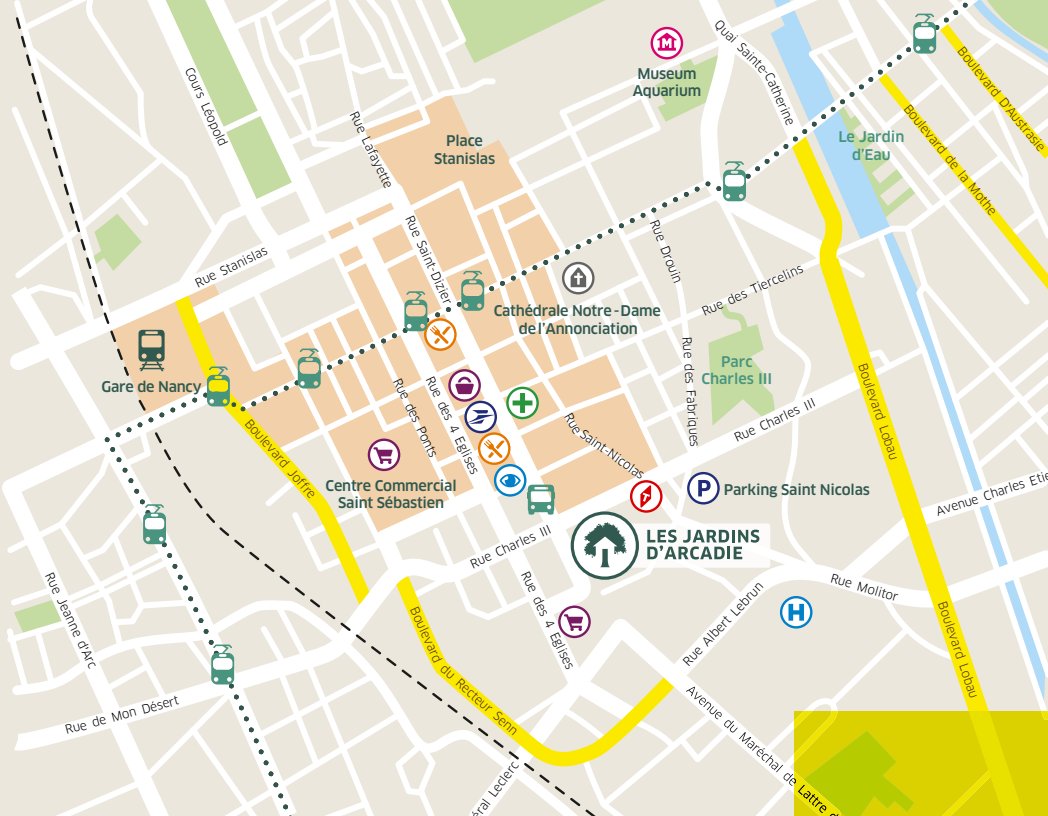 Quai Sainte-Catherine
Boulevard D'Austrasie
Museum
Aquarium
Cours Léopold
Boulevard de la Mothe
Rue Lafayette
Place
Stanislas
Le Jardin
d'Eau
Rue Stanislas
Rue Saint-Dizier
Rue Drouin
Rue des Tiercelins
Cathédrale Notre-Dame
de l'Annonciation
Gare de Nancy
Parc
Charles III
Rue des Fabriques
Boulevard Lobau
Rue des Ponts
Rue des 4 Eglises
Rue Saint-Nicolas
Rue Charles III
Boulevard Joffre
Centre Commercial
Saint Sébastien
P
Parking Saint Nicolas
Rue Charles III
LES JARDINS
D'ARCADIE
Rue Jeanne d'Arc
Rue des 4 Eglises
Rue Molitor
Rue Albert Lebrun
H
Boulevard Lobau
Boulevard du Recteur Senn
Rue de Mon Désert
Avenue du Maréchal de Lattre
M
Avenue Charles Etie
éral Leclerc